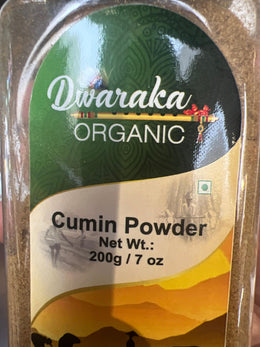 Dwaraka
ORGANIC
Cumin Powder
Net Wt.:
200g / 7 oz